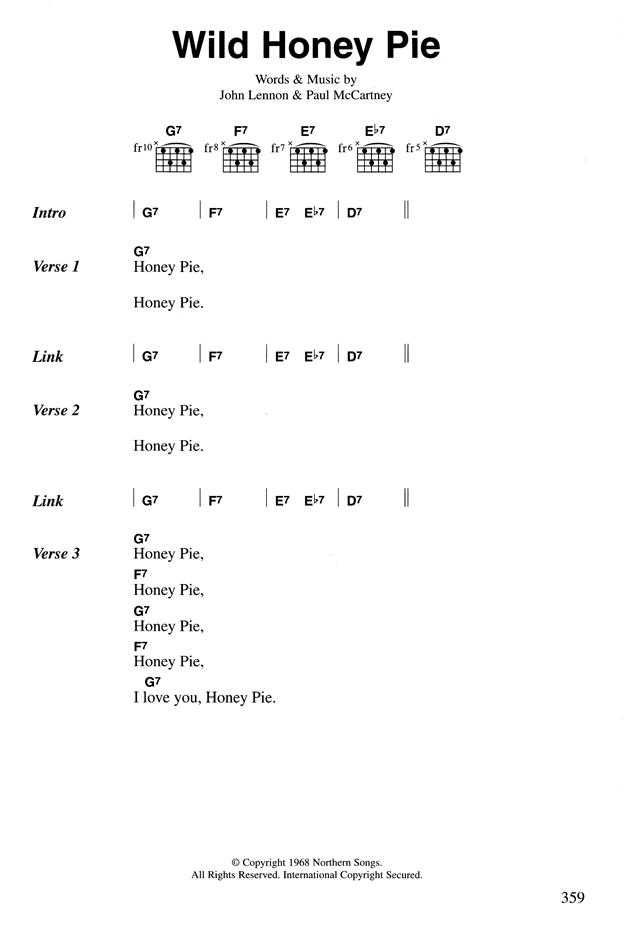 Wild Honey Pie
Words & Music by
John Lennon & Paul McCartney
G7 F7 E7 E♭7 D7
fr10 x fr8 x fr7 x fr6 x fr5 x
Intro | G7 | F7 | E7 E♭7 | D7 ||
G7
Verse 1 Honey Pie,
Honey Pie.
Link | G7 | F7 | E7 E♭7 | D7 ||
G7
Verse 2 Honey Pie,
Honey Pie.
Link | G7 | F7 | E7 E♭7 | D7 ||
G7
Verse 3 Honey Pie,
F7
Honey Pie,
G7
Honey Pie,
F7
Honey Pie,
G7
I love you, Honey Pie.
© Copyright 1968 Northern Songs.
All Rights Reserved. International Copyright Secured.
359